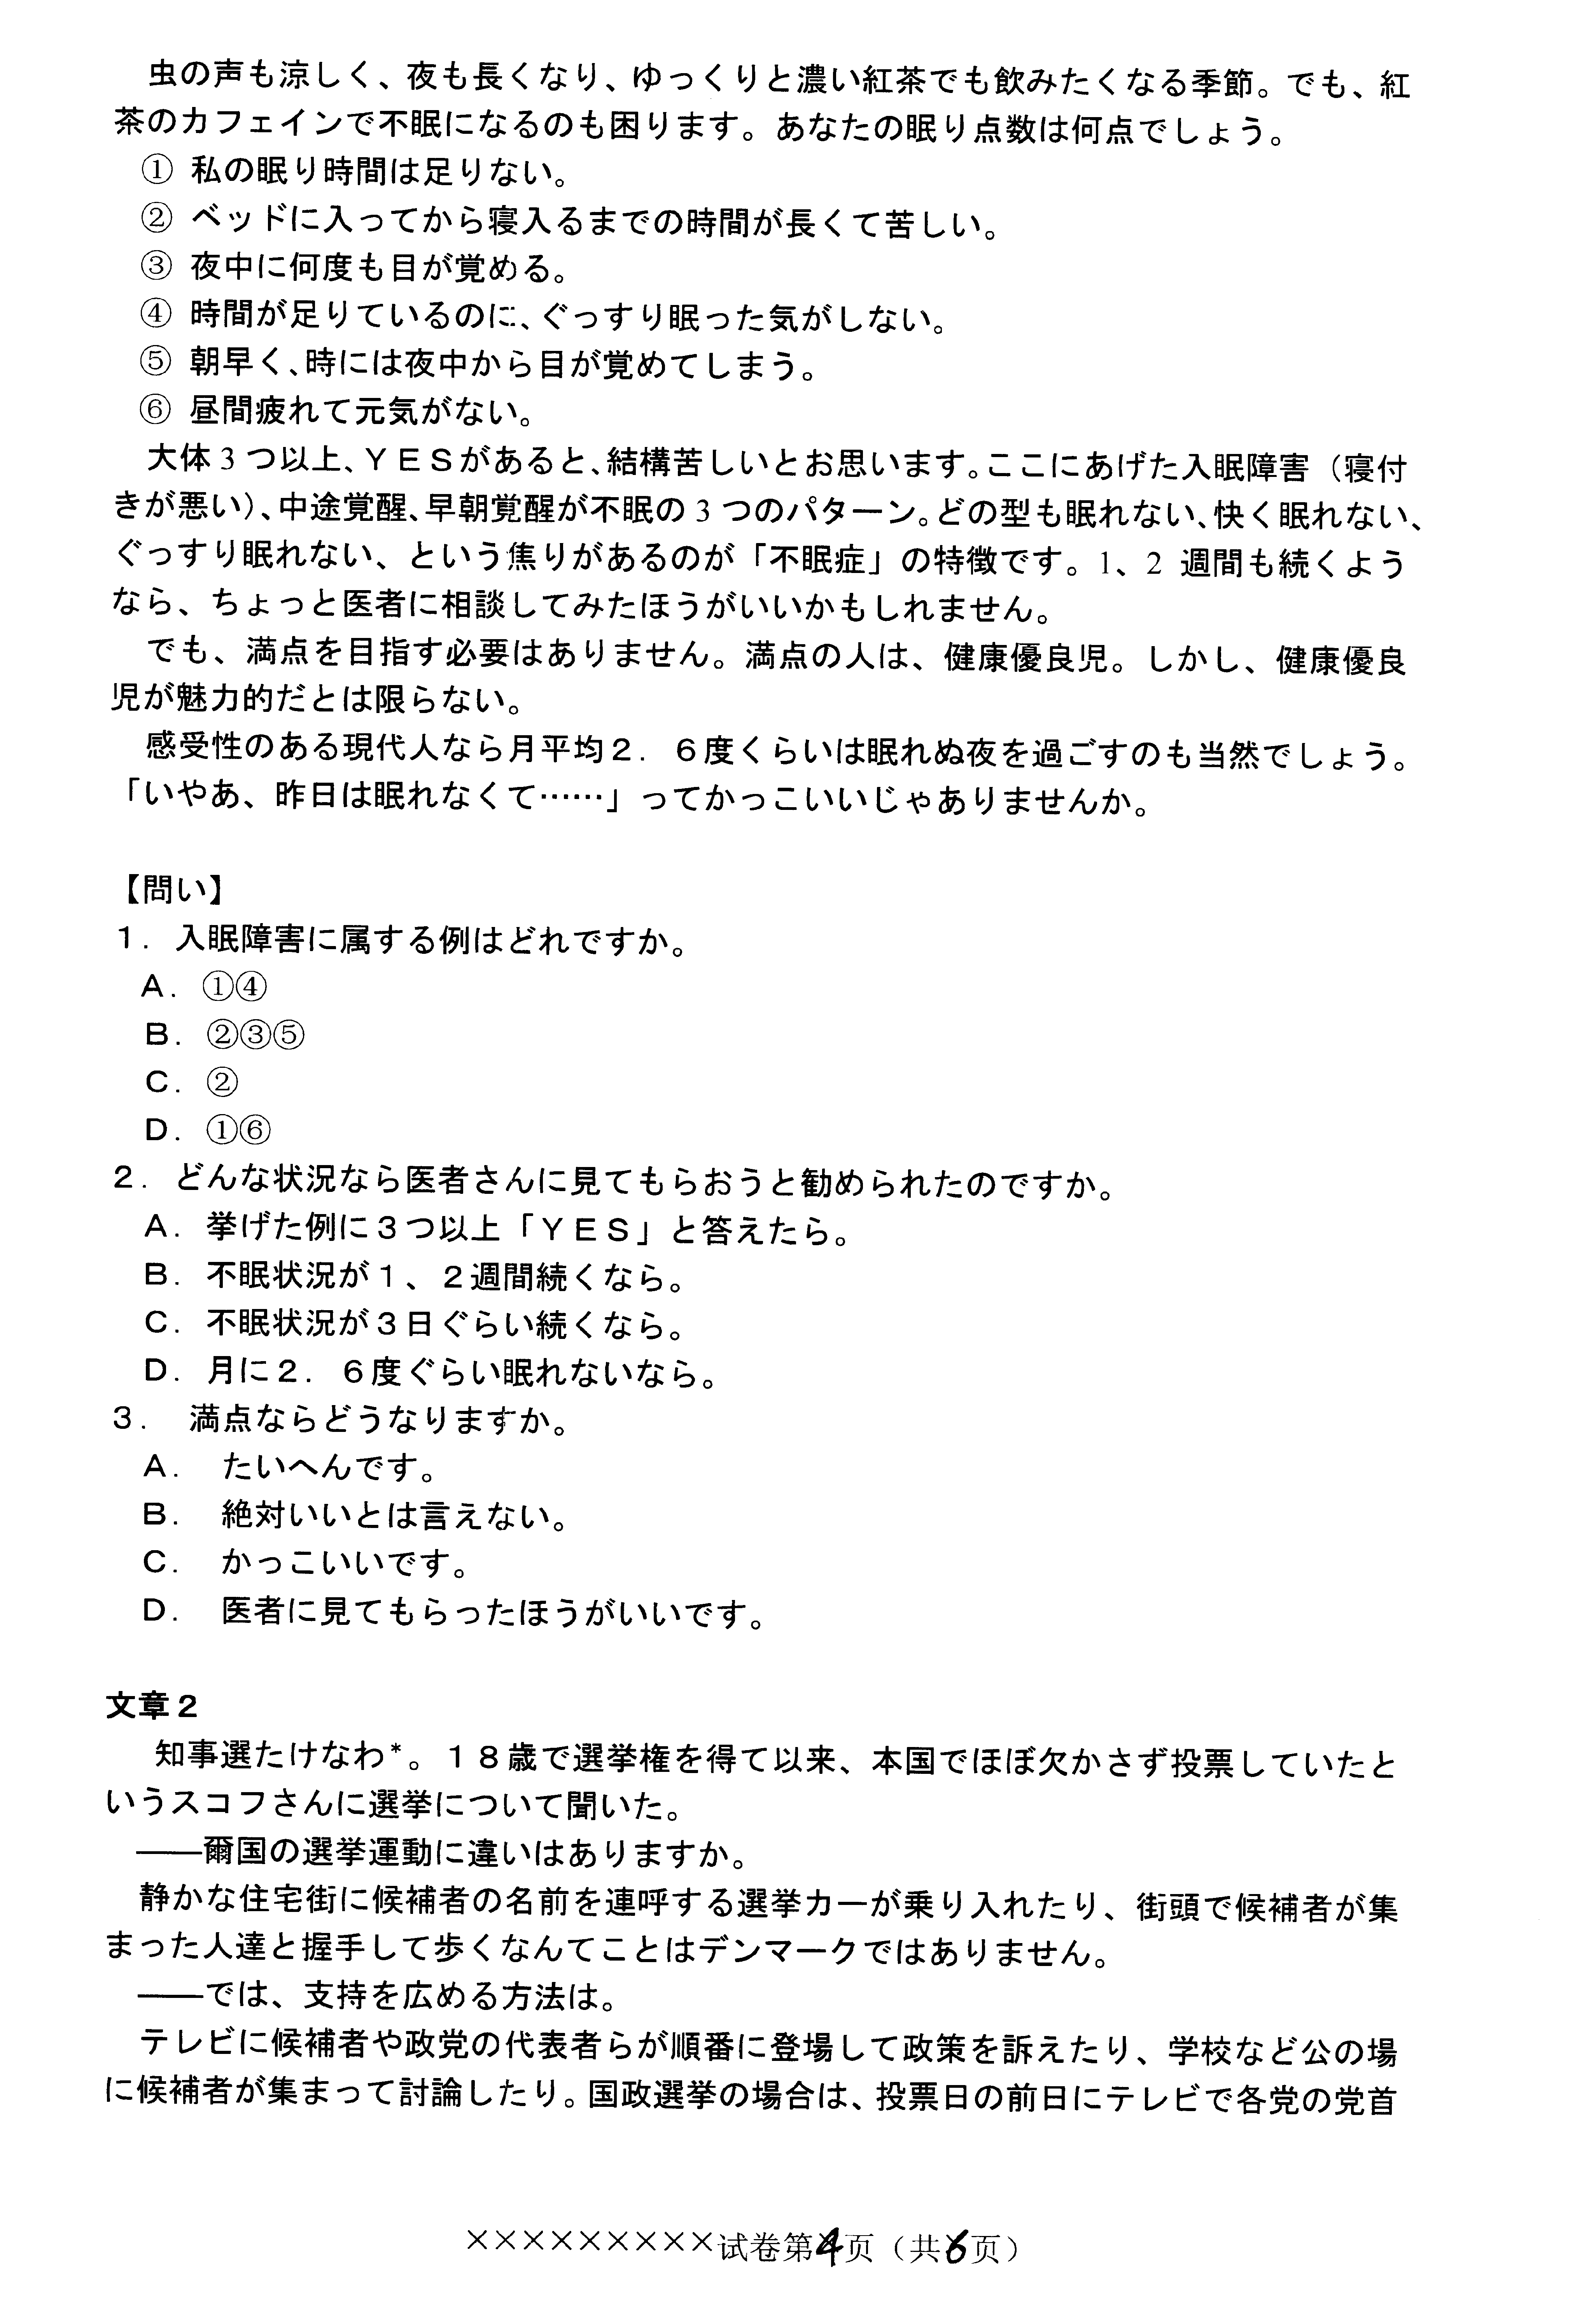 虫の声も涼しく、夜も長くなり、ゆっくりと濃い紅茶でも飲みたくなる季節。でも、紅
茶のカフェインで不眠になるのも困ります。あなたの眠り点数は何点でしょう。
① 私の眠り時間は足りない。
② ベッドに入ってから寝入るまでの時間が長くて苦しい。
③ 夜中に何度も目が覚める。
④ 時間が足りているのに、ぐっすり眠った気がしない。
⑤ 朝早く、時には夜中から目が覚めてしまう。
⑥ 昼間疲れて元気がない。
大体３つ以上、ＹＥＳがあると、結構苦しいとお思います。ここにあげた入眠障害（寝付
きが悪い）、中途覚醒、早朝覚醒が不眠の３つのパターン。どの型も眠れない、快く眠れない、
ぐっすり眠れない、という焦りがあるのが「不眠症」の特徴です。1、2 週間も続くよう
なら、ちょっと医者に相談してみたほうがいいかもしれません。
でも、満点を目指す必要はありません。満点の人は、健康優良児。しかし、健康優良
児が魅力的だとは限らない。
感受性のある現代人なら月平均２．６度くらいは眠れぬ夜を過ごすのも当然でしょう。
「いやあ、昨日は眠れなくて……」ってかっこいいじゃありませんか。
【問い】
１．入眠障害に属する例はどれですか。
Ａ．①④
Ｂ．②③⑤
Ｃ．②
Ｄ．①⑥
２．どんな状況なら医者さんに見てもらおうと勧められたのですか。
Ａ．挙げた例に３つ以上「ＹＥＳ」と答えたら。
Ｂ．不眠状況が１、２週間続くなら。
Ｃ．不眠状況が３日ぐらい続くなら。
Ｄ．月に２．６度ぐらい眠れないなら。
３． 満点ならどうなりますか。
Ａ． たいへんです。
Ｂ． 絶対いいとは言えない。
Ｃ． かっこいいです。
Ｄ． 医者に見てもらったほうがいいです。
文章２
知事選たけなわ*。１８歳で選挙権を得て以来、本国でほぼ欠かさず投票していたと
いうスコフさんに選挙について聞いた。
——爾国の選挙運動に違いはありますか。
静かな住宅街に候補者の名前を連呼する選挙カーが乗り入れたり、街頭で候補者が集
まった人達と握手して歩くなんてことはデンマークではありません。
——では、支持を広める方法は。
テレビに候補者や政党の代表者らが順番に登場して政策を訴えたり、学校など公の場
に候補者が集まって討論したり。国政選挙の場合は、投票日の前日にテレビで各党の党首
×××××××××试卷第4页（共6页）